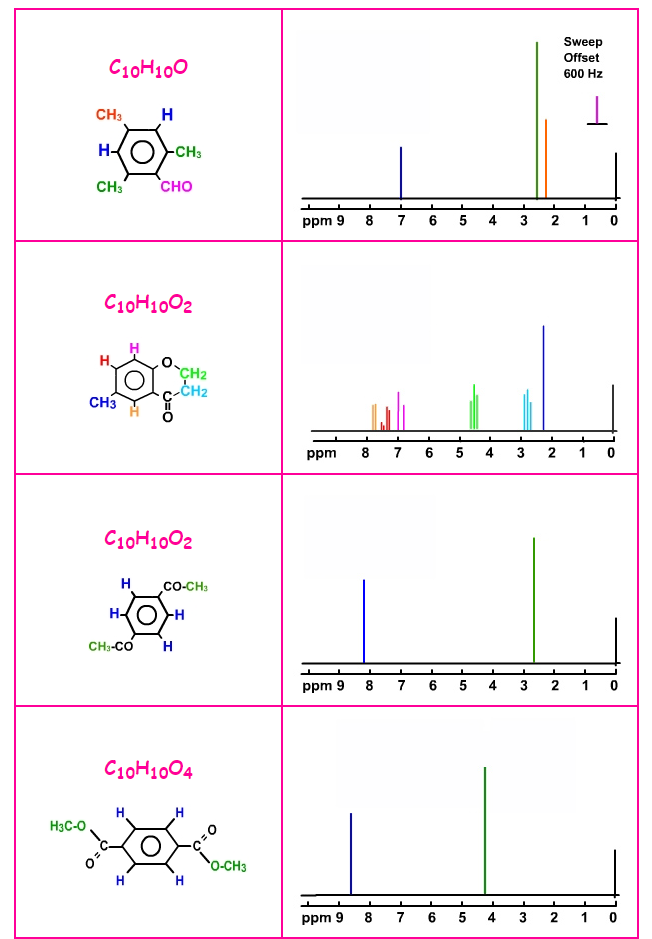 C10H10O
CH3 H
H CH3
CH3 CHO
Sweep
Offset
600 Hz
ppm 9 8 7 6 5 4 3 2 1 0
C10H10O2
H
H O
CH2
CH2
CH3 C
H O
ppm 8 7 6 5 4 3 2 1 0
C10H10O2
H CO-CH3
H H
CH3-CO H
ppm 9 8 7 6 5 4 3 2 1 0
C10H10O4
H H
H3C-O O
C C
O O-CH3
H H
ppm 9 8 7 6 5 4 3 2 1 0